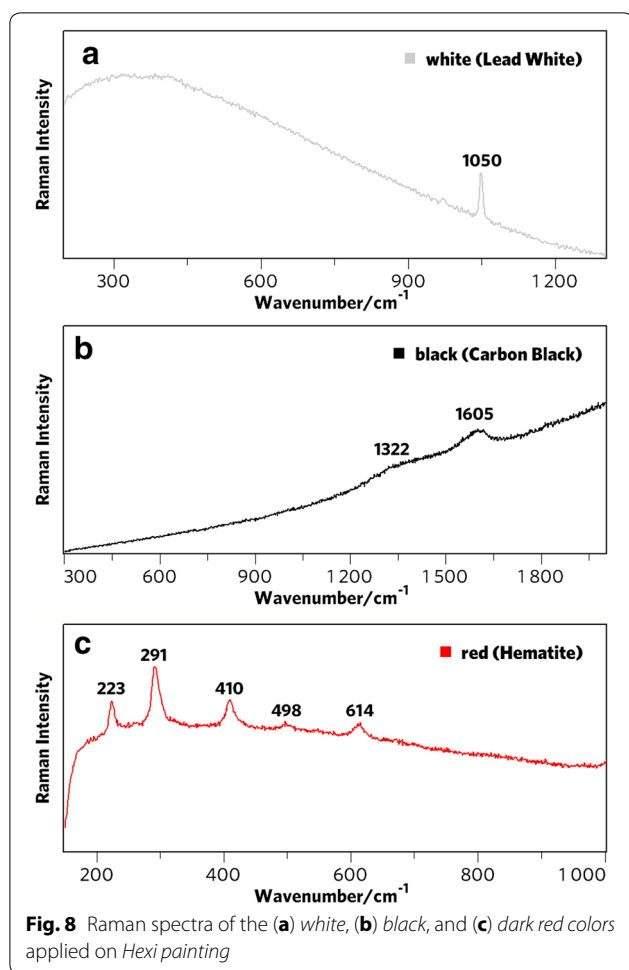 a
white (Lead White)
Raman Intensity
1050
300 600 900 1200
Wavenumber/cm-1
b
black (Carbon Black)
Raman Intensity
1322
1605
300 600 900 1200 1500 1800
Wavenumber/cm-1
c
red (Hematite)
Raman Intensity
223
291
410
498
614
200 400 600 800 1000
Wavenumber/cm-1
Fig. 8 Raman spectra of the (a) white, (b) black, and (c) dark red colors
applied on Hexi painting